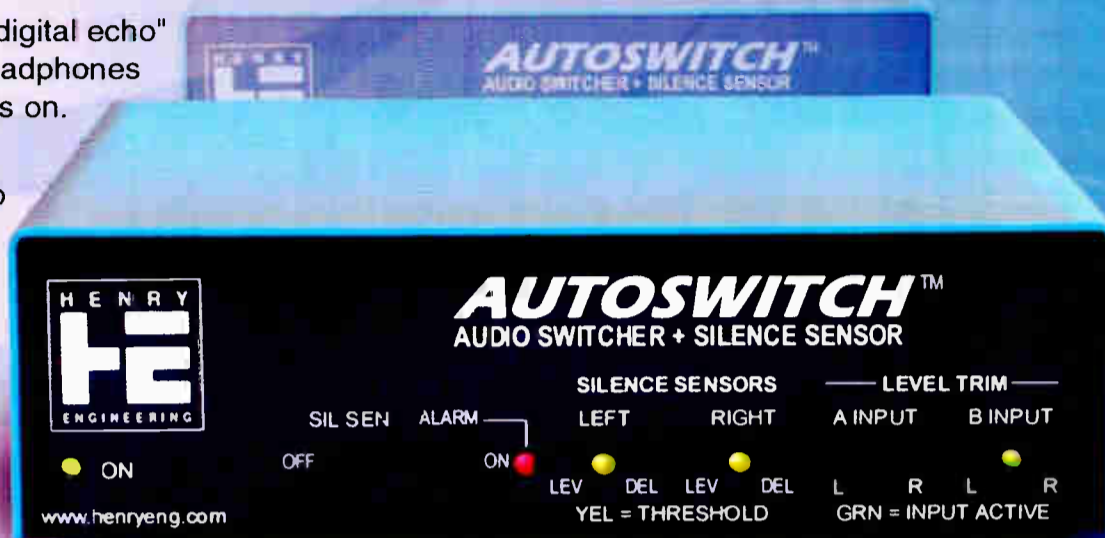 digital echo"
adphones
s on.
AUTOSWITCH™
AUDIO SWITCHER + SILENCE SENSOR
HENRY
ENGINEERING
AUTOSWITCH™
AUDIO SWITCHER + SILENCE SENSOR
SILENCE SENSORS
LEVEL TRIM
SIL SEN
ALARM
LEFT
RIGHT
A INPUT
B INPUT
ON
OFF
ON
LEV DEL LEV DEL
L R L R
www.henryeng.com
YEL = THRESHOLD
GRN = INPUT ACTIVE